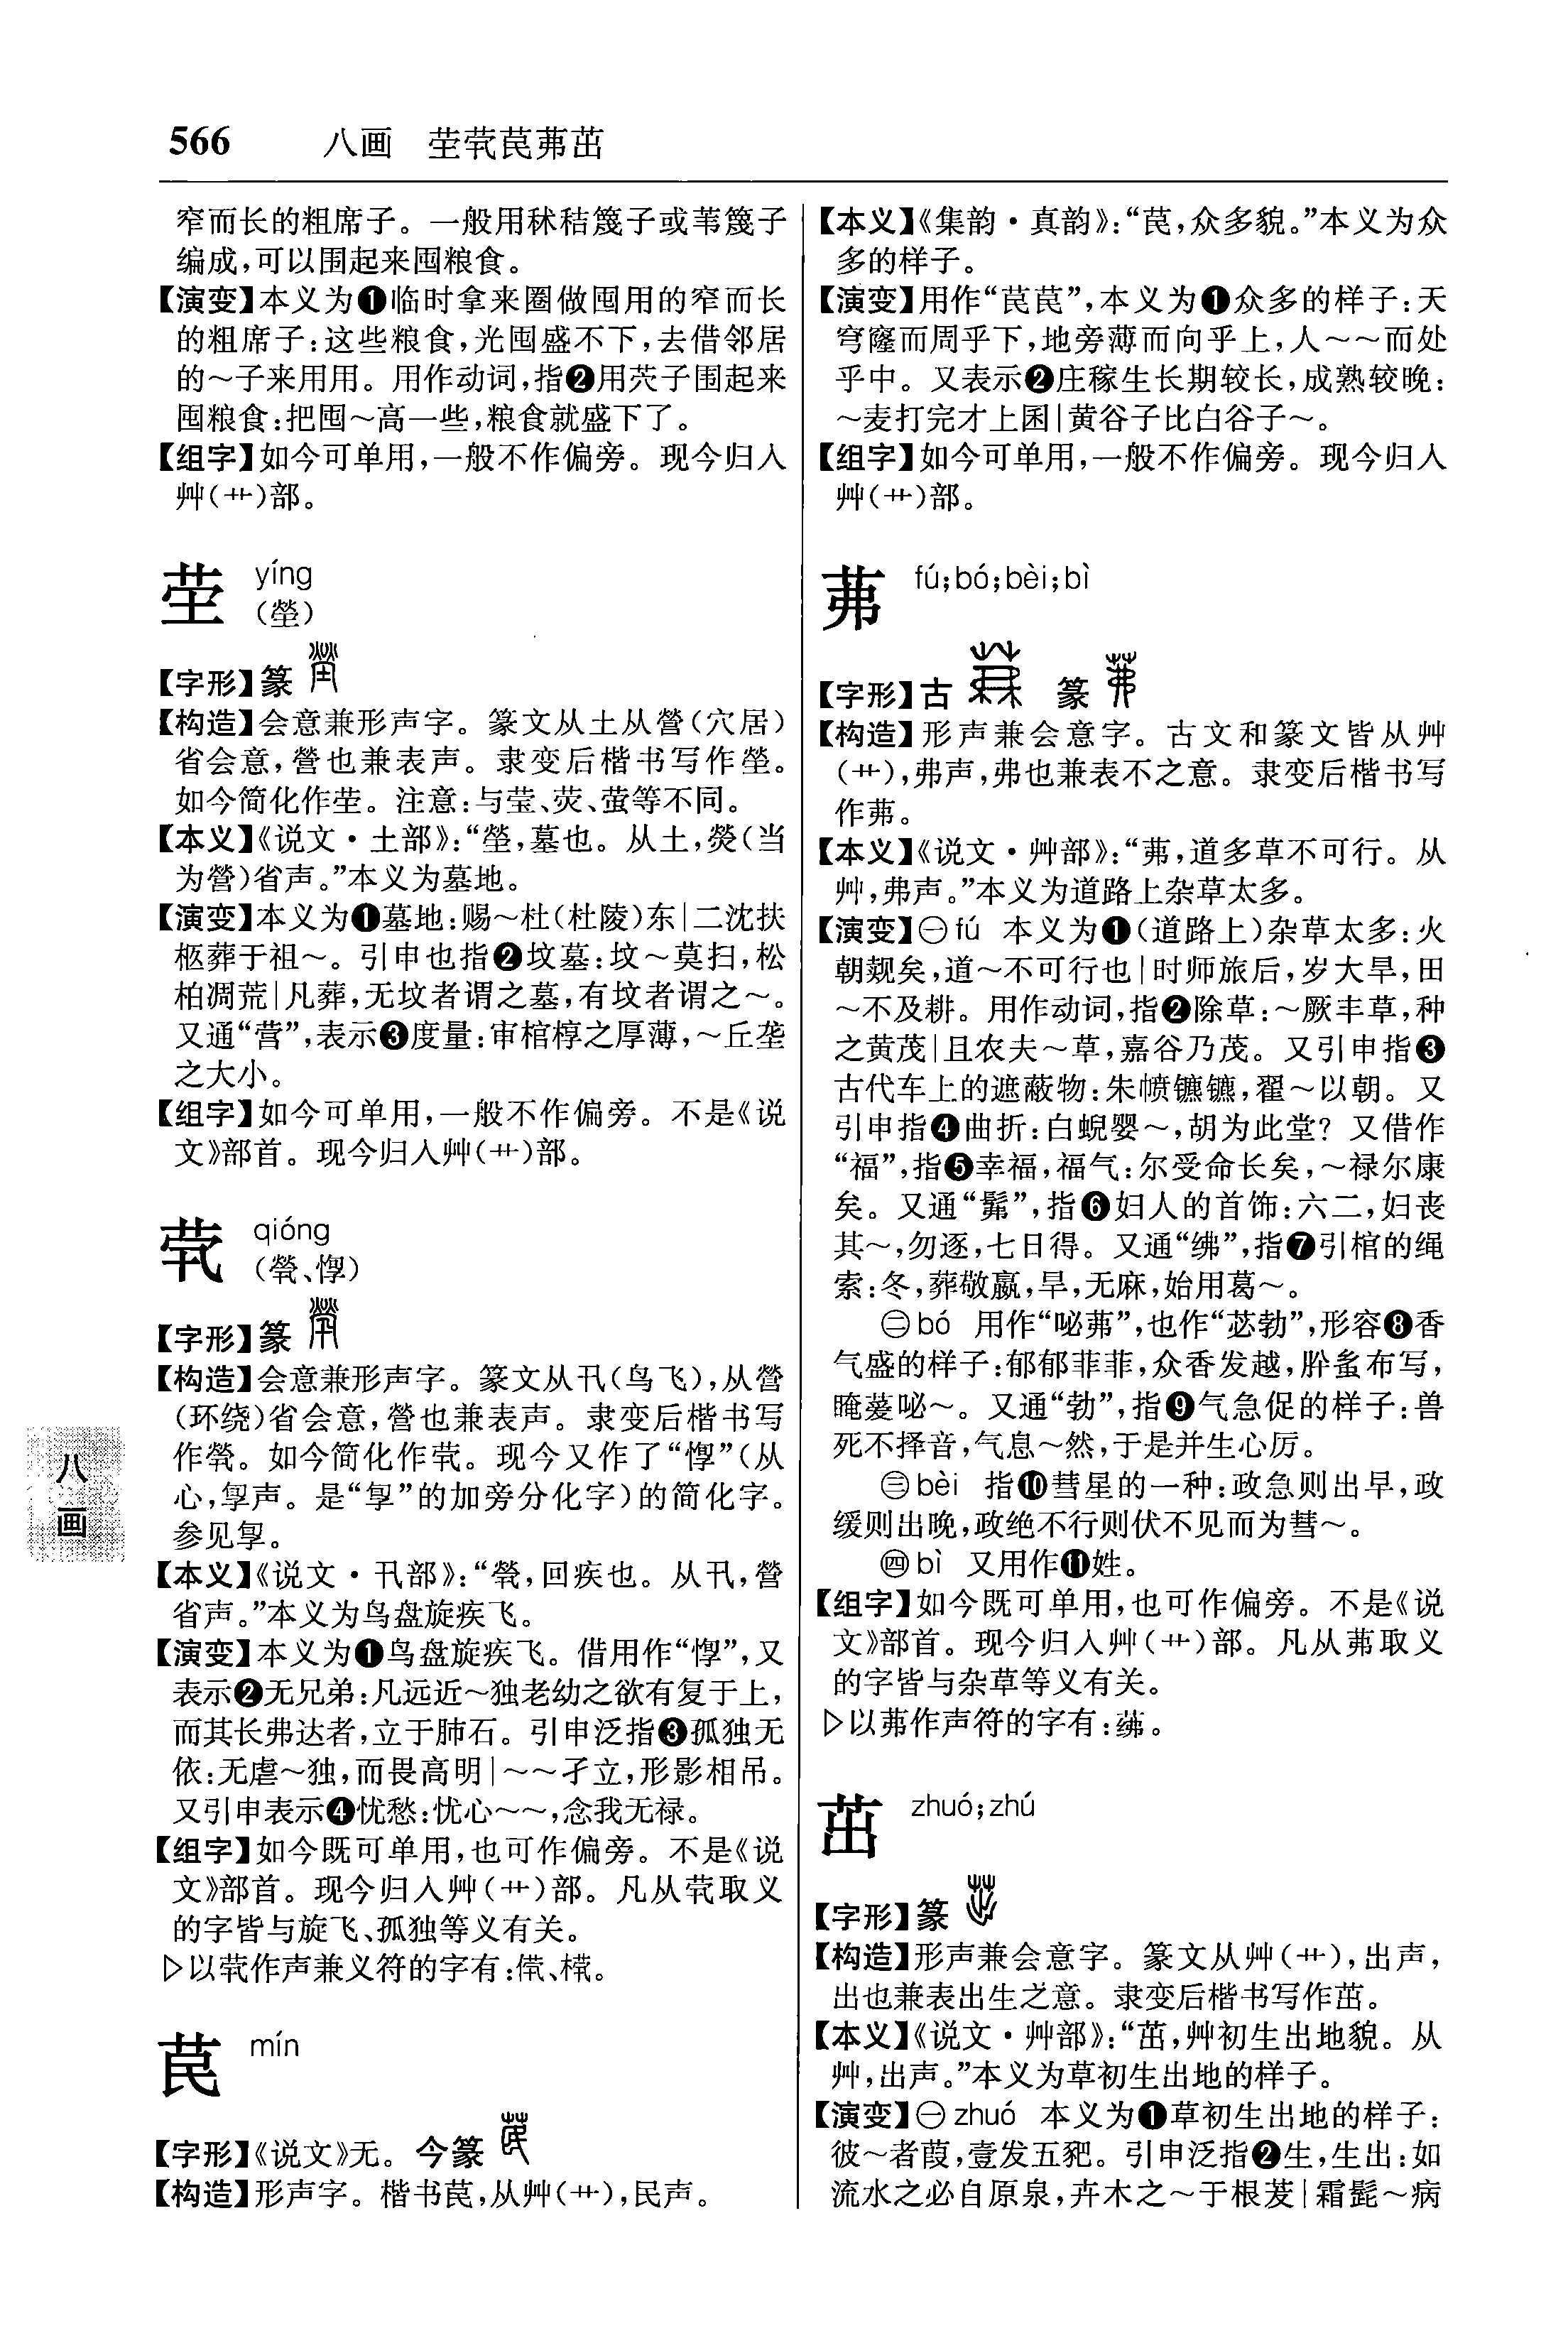 566 八画 茔茕苠茀茁
窄而长的粗席子。一般用秫秸篾子或苇篾子
编成，可以围起来囤粮食。
【演变】本义为❶临时拿来圈做囤用的窄而长
的粗席子：这些粮食，光囤盛不下，去借邻居
的～子来用用。用作动词，指❷用茓子围起来
囤粮食：把囤～高一些，粮食就盛下了。
【组字】如今可单用，一般不作偏旁。现今归入
艸（艹）部。
茔 yíng
（塋）
【字形】篆
【构造】会意兼形声字。篆文从土从營（穴居）
省会意，營也兼表声。隶变后楷书写作塋。
如今简化作茔。注意：与莹、荧、萤等不同。
【本义】《说文·土部》：“塋，墓也。从土，熒（当
为營）省声。”本义为墓地。
【演变】本义为❶墓地：赐～杜（杜陵）东|二沈扶
柩葬于祖～。引申也指❷坟墓：坟～莫扫，松
柏凋荒|凡葬，无坟者谓之墓，有坟者谓之～。
又通“营”，表示❸度量：审棺椁之厚薄，～丘垄
之大小。
【组字】如今可单用，一般不作偏旁。不是《说
文》部首。现今归入艸（艹）部。
茕 qióng
（煢、惸）
【字形】篆
【构造】会意兼形声字。篆文从卂（鸟飞），从營
（环绕）省会意，營也兼表声。隶变后楷书写
作煢。如今简化作茕。现今又作了“惸”（从
心，𠷎声。是“𠷎”的加旁分化字）的简化字。
参见𠷎。
【本义】《说文·卂部》：“煢，回疾也。从卂，營
省声。”本义为鸟盘旋疾飞。
【演变】本义为❶鸟盘旋疾飞。借用作“惸”，又
表示❷无兄弟：凡远近～独老幼之欲有复于上，
而其长弗达者，立于肺石。引申泛指❸孤独无
依：无虐～独，而畏高明|～～孑立，形影相吊。
又引申表示❹忧愁：忧心～～，念我无禄。
【组字】如今既可单用，也可作偏旁。不是《说
文》部首。现今归入艸（艹）部。凡从茕取义
的字皆与旋飞、孤独等义有关。
▷以茕作声兼义符的字有：
苠 mín
【字形】《说文》无。今篆
【构造】形声字。楷书苠，从艸（艹），民声。
【本义】《集韵·真韵》：“苠，众多貌。”本义为众
多的样子。
【演变】用作“苠苠”，本义为❶众多的样子：天
穹窿而周乎下，地旁薄而向乎上，人～～而处
乎中。又表示❷庄稼生长期较长，成熟较晚：
～麦打完才上囷|黄谷子比白谷子～。
【组字】如今可单用，一般不作偏旁。现今归入
艸（艹）部。
茀 fú；bó；bèi；bì
【字形】古 篆
【构造】形声兼会意字。古文和篆文皆从艸
（艹），弗声，弗也兼表不之意。隶变后楷书写
作茀。
【本义】《说文·艸部》：“茀，道多草不可行。从
艸，弗声。”本义为道路上杂草太多。
【演变】㊀fú 本义为❶（道路上）杂草太多：火
朝觌矣，道～不可行也|时师旅后，岁大旱，田
～不及耕。用作动词，指❷除草：～厥丰草，种
之黄茂|且农夫～草，嘉谷乃茂。又引申指❸
古代车上的遮蔽物：朱幩镳镳，翟～以朝。又
引申指❹曲折：白蜺婴～，胡为此堂？又借作
“福”，指❺幸福，福气：尔受命长矣，～禄尔康
矣。又通“髴”，指❻妇人的首饰：六二，妇丧
其～，勿逐，七日得。又通“绋”，指❼引棺的绳
索：冬，葬敬嬴，旱，无麻，始用葛～。
㊁bó 用作“咇茀”，也作“苾勃”，形容❽香
气盛的样子：郁郁菲菲，众香发越，肸蚃布写，
晻薆咇～。又通“勃”，指❾气急促的样子：兽
死不择音，气息～然，于是并生心厉。
㊂bèi 指❿彗星的一种：政急则出早，政
缓则出晚，政绝不行则伏不见而为彗～。
㊃bì 又用作⓫姓。
【组字】如今既可单用，也可作偏旁。不是《说
文》部首。现今归入艸（艹）部。凡从茀取义
的字皆与杂草等义有关。
▷以茀作声符的字有：
茁 zhuó；zhú
【字形】篆
【构造】形声兼会意字。篆文从艸（艹），出声，
出也兼表出生之意。隶变后楷书写作茁。
【本义】《说文·艸部》：“茁，艸初生出地貌。从
艸，出声。”本义为草初生出地的样子。
【演变】㊀zhuó 本义为❶草初生出地的样子：
彼～者葭，壹发五豝。引申泛指❷生，生出：如
流水之必自原泉，卉木之～于根荄|霜髭～病
八画